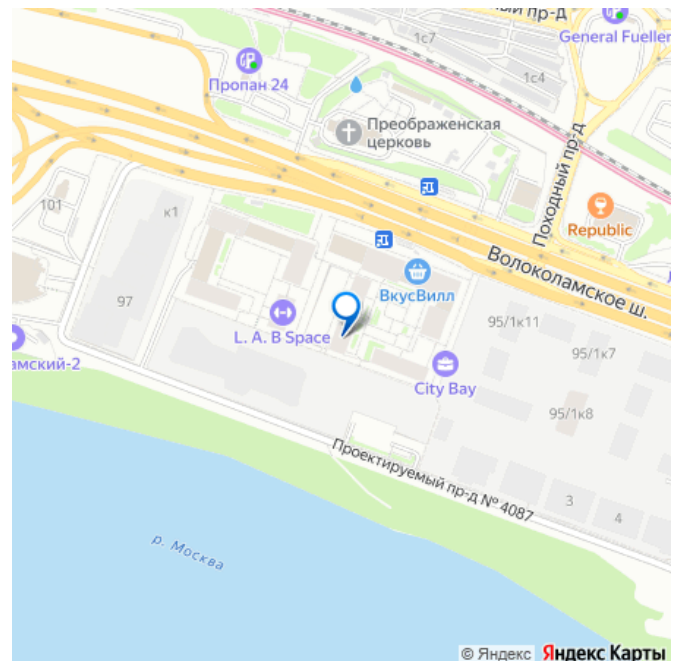 ый пр-д
1с7
General Fueller
Пропан 24
1с4
Преображенская
церковь
Походный пр-д
101
к1
Republic
Волоколамское ш.
ВкусВилл
97
L. A. B Space
95/1к11
95/1к7
амский-2
City Bay
95/1к8
Проектируемый пр-д № 4087
3
4
р. Москва
© Яндекс Яндекс Карты